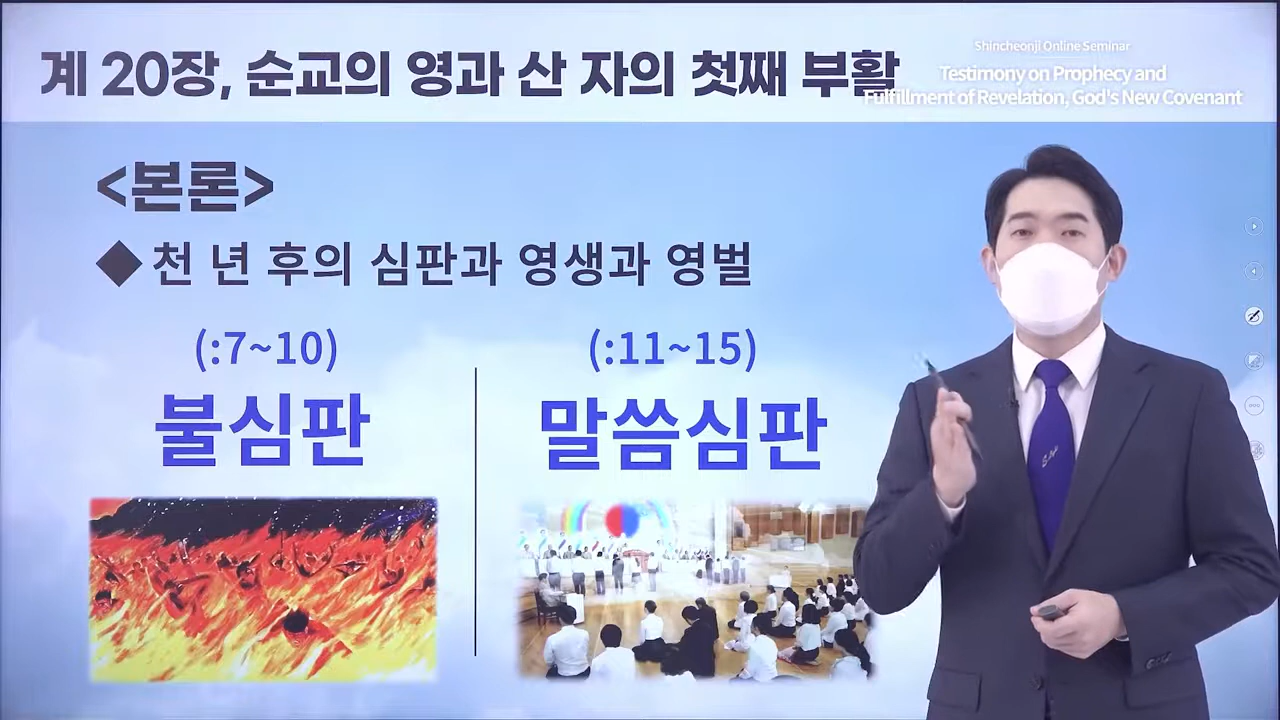 계 20장, 순교의 영과 산 자의 첫째 부활
Shincheonji Online Seminar
Testimony on Prophecy and
Fulfillment of Revelation, God's New Covenant
<본론>
◆천 년 후의 심판과 영생과 영벌
(:7~10)
(:11~15)
불심판
말씀심판